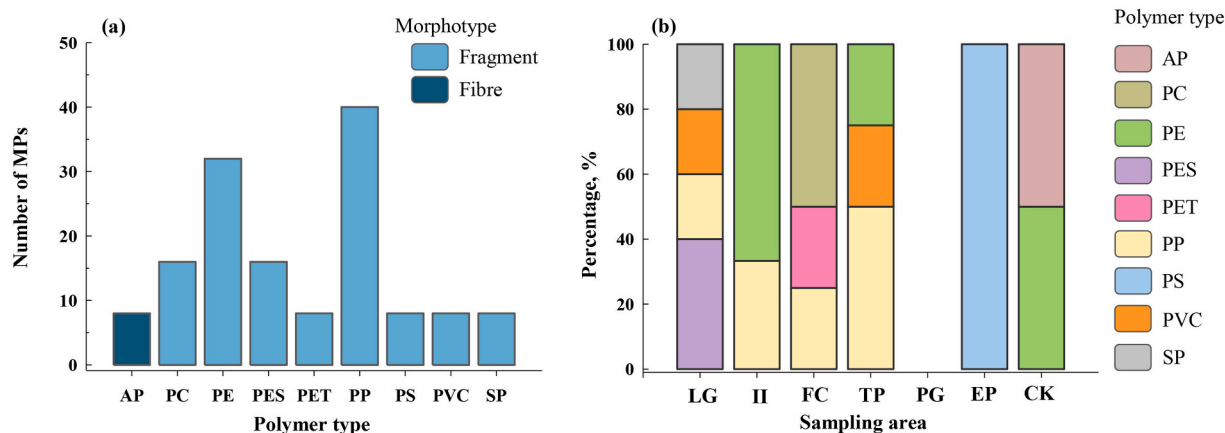 (a)
Morphotype
Fragment
Fibre
Number of MPs
50
40
30
20
10
0
AP PC PE PES PET PP PS PVC SP
Polymer type
(b)
Percentage, %
100
80
60
40
20
0
LG II FC TP PG EP CK
Sampling area
Polymer type
AP
PC
PE
PES
PET
PP
PS
PVC
SP